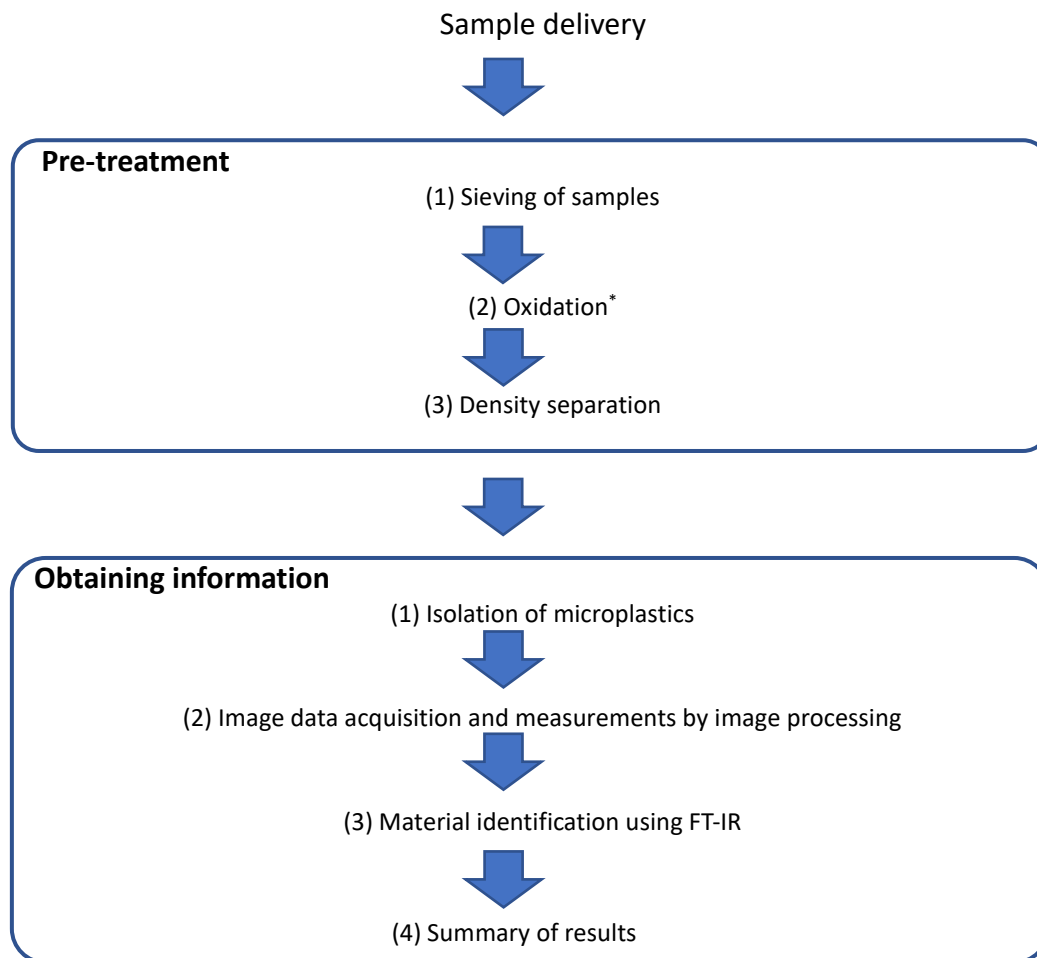 Sample delivery
Pre-treatment
(1) Sieving of samples
(2) Oxidation*
(3) Density separation
Obtaining information
(1) Isolation of microplastics
(2) Image data acquisition and measurements by image processing
(3) Material identification using FT-IR
(4) Summary of results